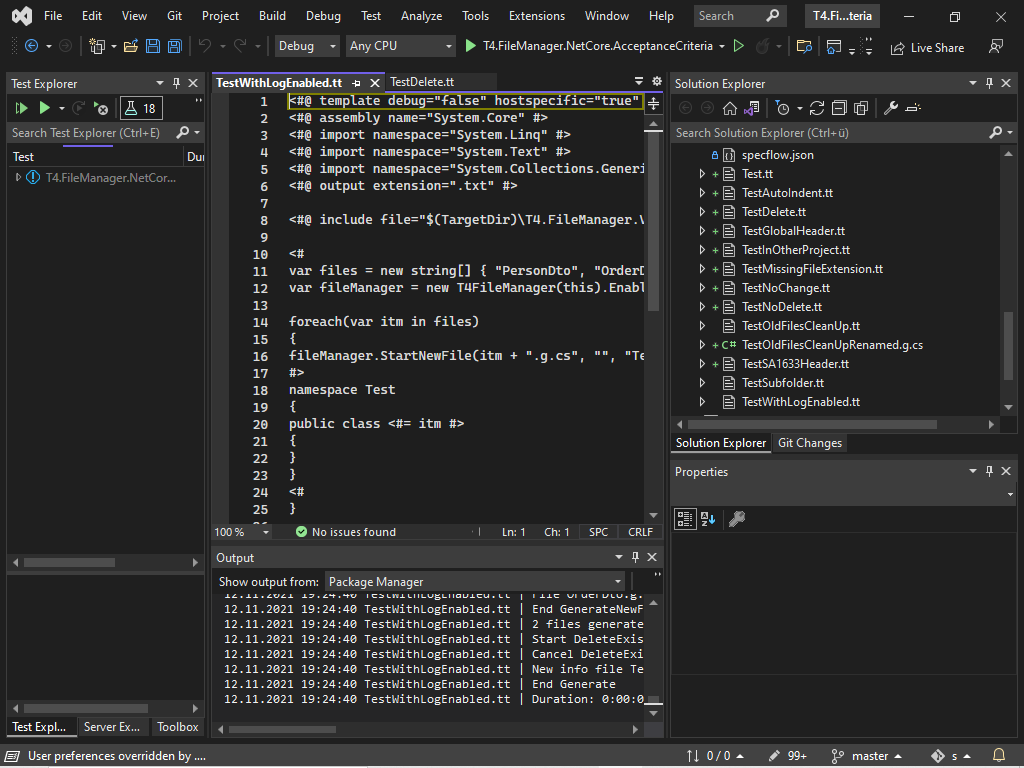 File Edit View Git Project Build Debug Test Analyze Tools Extensions Window Help Search T4.Fi...teria
Debug Any CPU T4.FileManager.NetCore.AcceptanceCriteria Live Share
Test Explorer
18
Search Test Explorer (Ctrl+E)
Test Du
T4.FileManager.NetCor...
TestWithLogEnabled.tt TestDelete.tt
1 <#@ template debug="false" hostspecific="true"
2 <#@ assembly name="System.Core" #>
3 <#@ import namespace="System.Linq" #>
4 <#@ import namespace="System.Text" #>
5 <#@ import namespace="System.Collections.Generi
6 <#@ output extension=".txt" #>
7
8 <#@ include file="$(TargetDir)\T4.FileManager.V
9
10 <#
11 var files = new string[] { "PersonDto", "OrderD
12 var fileManager = new T4FileManager(this).Enabl
13
14 foreach(var itm in files)
15 {
16 fileManager.StartNewFile(itm + ".g.cs", "", "Te
17 #>
18 namespace Test
19 {
20 public class <#= itm #>
21 {
22 }
23 }
24 <#
25 }
100 % No issues found Ln: 1 Ch: 1 SPC CRLF
Output
Show output from: Package Manager
12.11.2021 19:24:40 TestWithLogEnabled.tt | File OrderDto.g.
12.11.2021 19:24:40 TestWithLogEnabled.tt | End GenerateNewF
12.11.2021 19:24:40 TestWithLogEnabled.tt | 2 files generate
12.11.2021 19:24:40 TestWithLogEnabled.tt | Start DeleteExis
12.11.2021 19:24:40 TestWithLogEnabled.tt | Cancel DeleteExi
12.11.2021 19:24:40 TestWithLogEnabled.tt | New info file Te
12.11.2021 19:24:40 TestWithLogEnabled.tt | End Generate
12.11.2021 19:24:40 TestWithLogEnabled.tt | Duration: 0:00:0
Solution Explorer
Search Solution Explorer (Ctrl+ü)
specflow.json
Test.tt
TestAutoIndent.tt
TestDelete.tt
TestGlobalHeader.tt
TestInOtherProject.tt
TestMissingFileExtension.tt
TestNoChange.tt
TestNoDelete.tt
TestOldFilesCleanUp.tt
C# TestOldFilesCleanUpRenamed.g.cs
TestSA1633Header.tt
TestSubfolder.tt
TestWithLogEnabled.tt
Solution Explorer Git Changes
Properties
Test Expl... Server Ex... Toolbox
User preferences overridden by .... 0 / 0 99+ master s